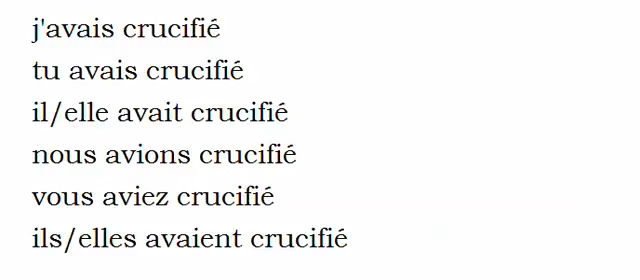 j'avais crucifié
tu avais crucifié
il/elle avait crucifié
nous avions crucifié
vous aviez crucifié
ils/elles avaient crucifié